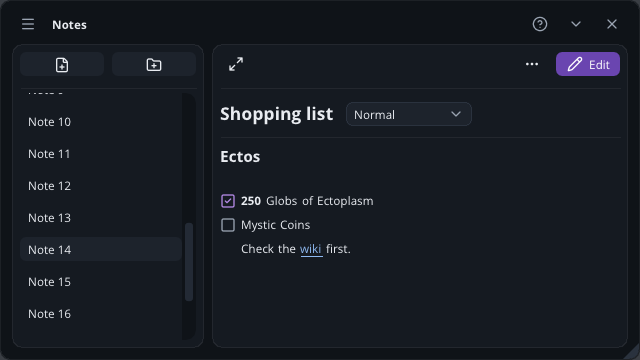 Notes
Edit
Note 10
Note 11
Note 12
Note 13
Note 14
Note 15
Note 16
Shopping list
Normal
Ectos
250 Globs of Ectoplasm
Mystic Coins
Check the wiki first.